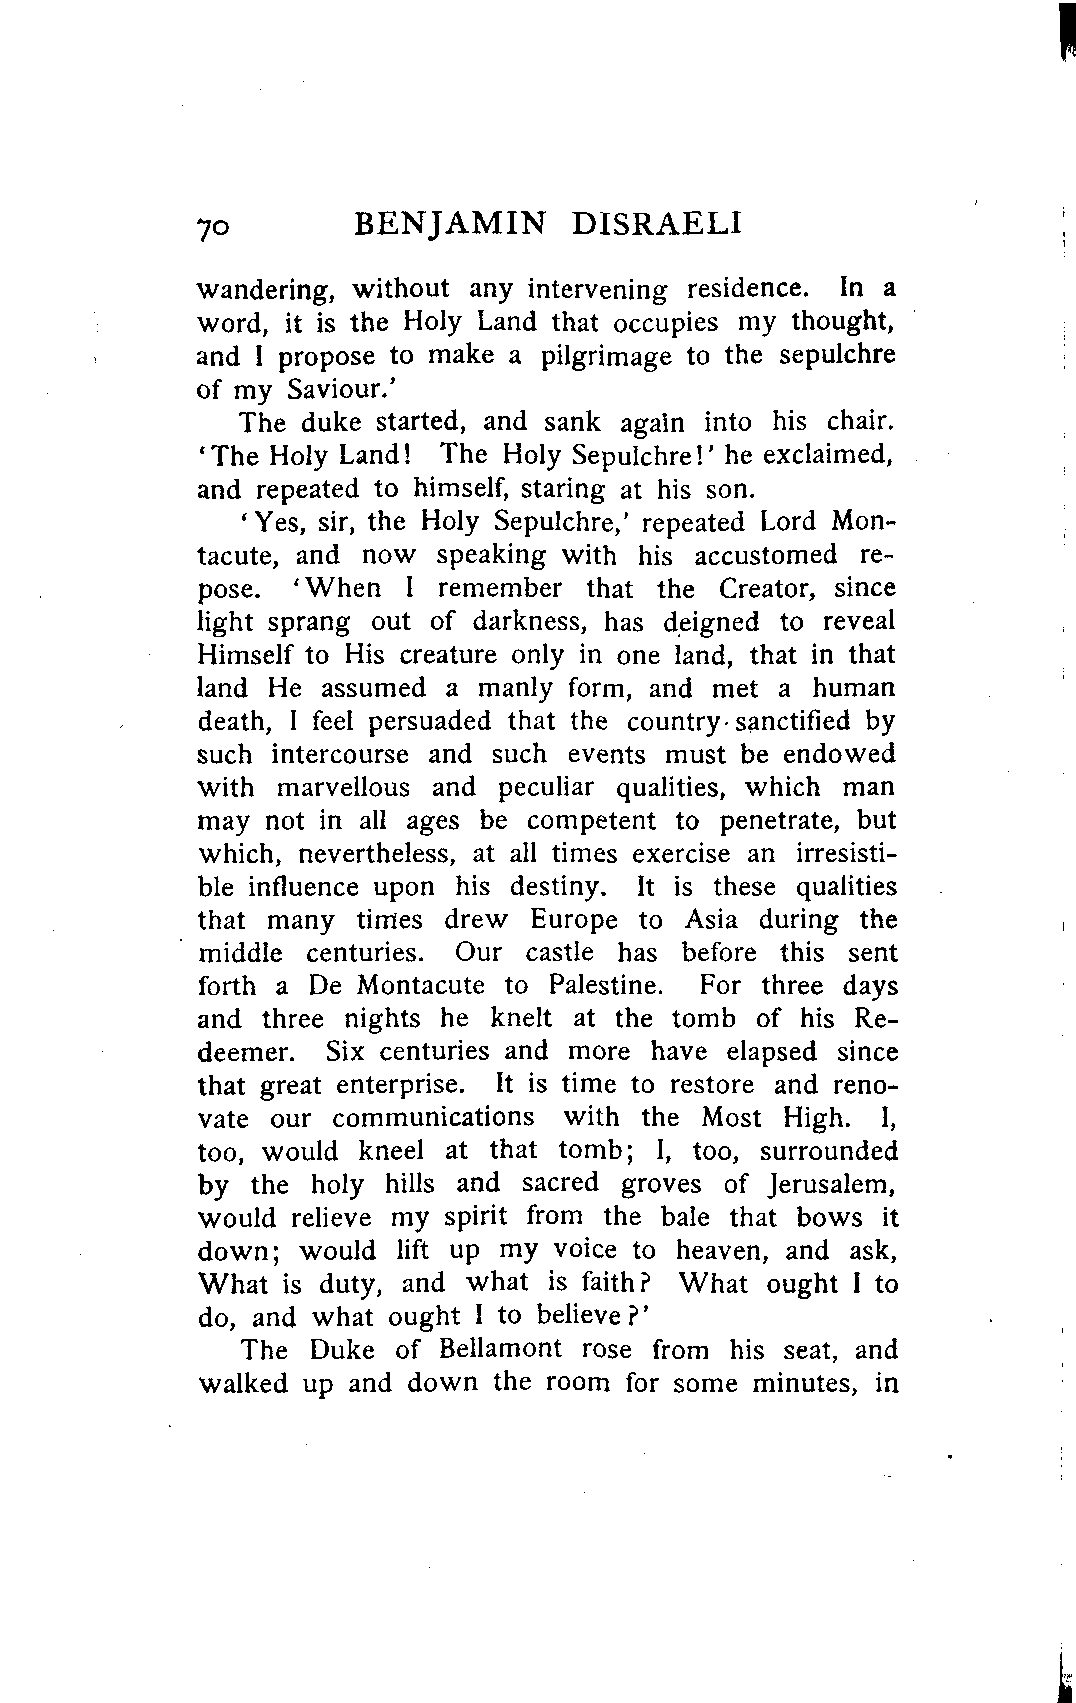 70 BENJAMIN DISRAELI
wandering, without any intervening residence. In a
word, it is the Holy Land that occupies my thought,
and I propose to make a pilgrimage to the sepulchre
of my Saviour.'
The duke started, and sank again into his chair.
'The Holy Land! The Holy Sepulchre!' he exclaimed,
and repeated to himself, staring at his son.
'Yes, sir, the Holy Sepulchre,' repeated Lord Mon-
tacute, and now speaking with his accustomed re-
pose. 'When I remember that the Creator, since
light sprang out of darkness, has deigned to reveal
Himself to His creature only in one land, that in that
land He assumed a manly form, and met a human
death, I feel persuaded that the country sanctified by
such intercourse and such events must be endowed
with marvellous and peculiar qualities, which man
may not in all ages be competent to penetrate, but
which, nevertheless, at all times exercise an irresisti-
ble influence upon his destiny. It is these qualities
that many times drew Europe to Asia during the
middle centuries. Our castle has before this sent
forth a De Montacute to Palestine. For three days
and three nights he knelt at the tomb of his Re-
deemer. Six centuries and more have elapsed since
that great enterprise. It is time to restore and reno-
vate our communications with the Most High. I,
too, would kneel at that tomb; I, too, surrounded
by the holy hills and sacred groves of Jerusalem,
would relieve my spirit from the bale that bows it
down; would lift up my voice to heaven, and ask,
What is duty, and what is faith? What ought I to
do, and what ought I to believe?'
The Duke of Bellamont rose from his seat, and
walked up and down the room for some minutes, in